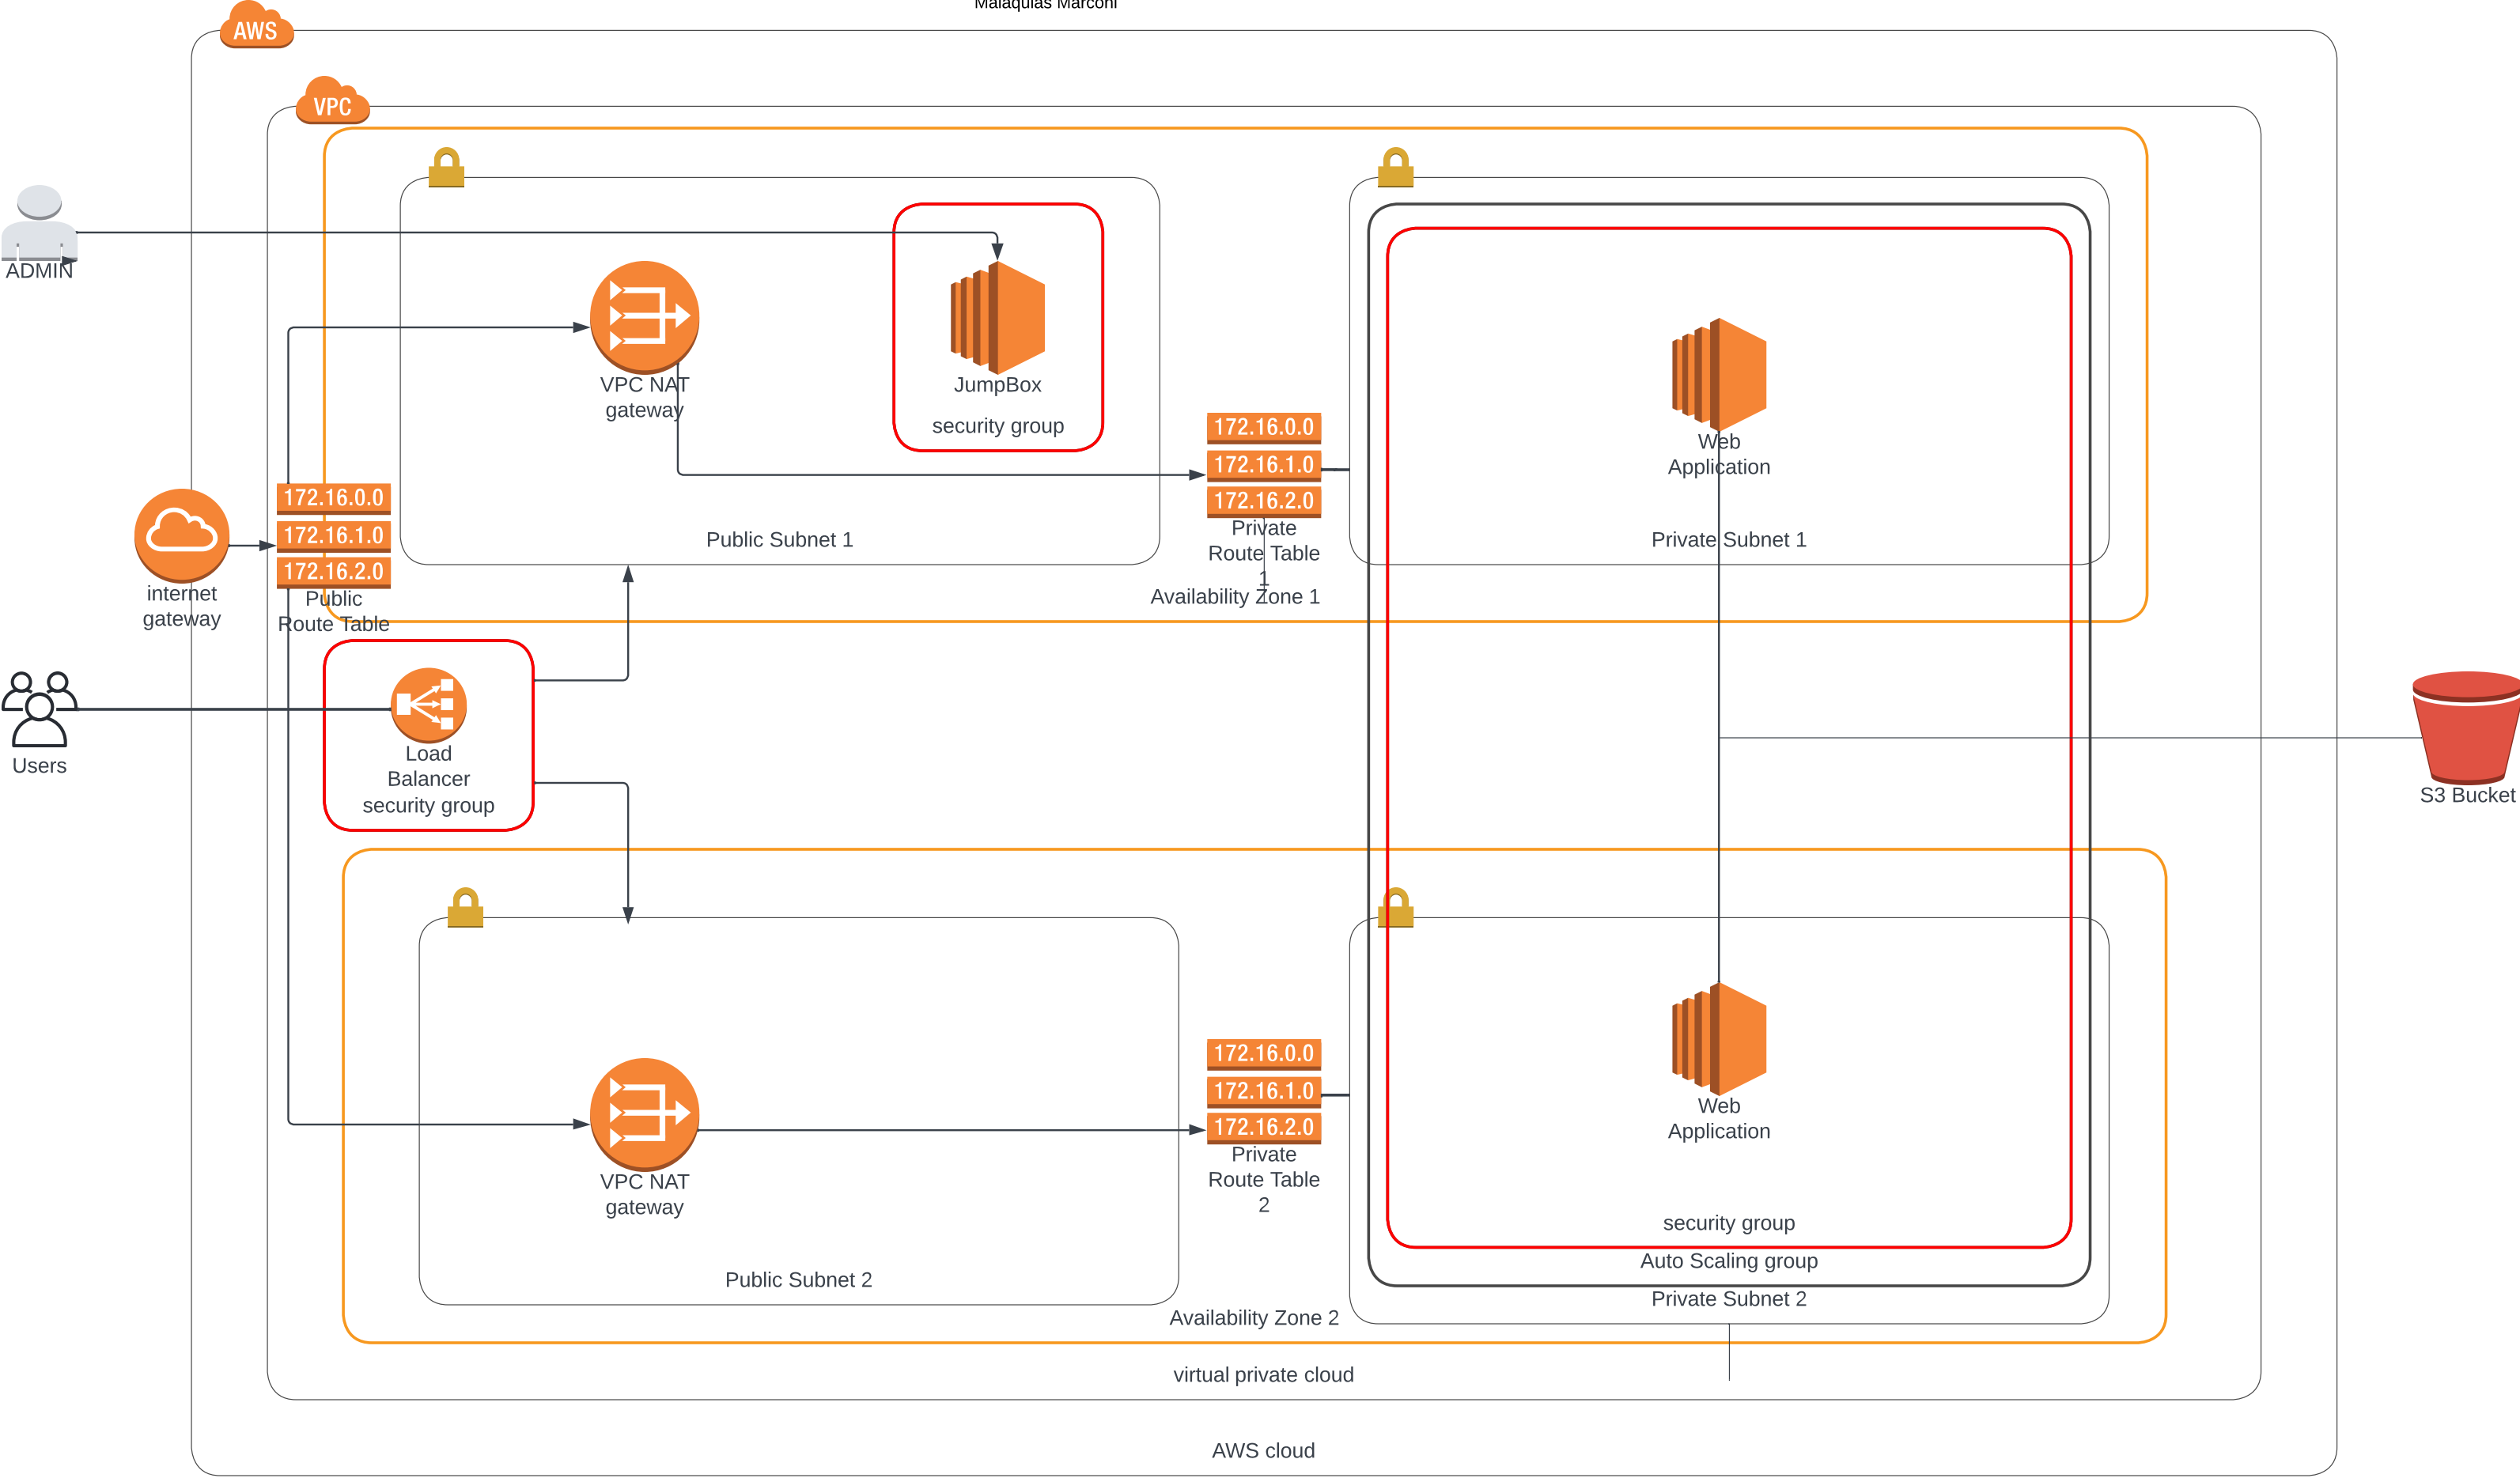 Malaquias Marconi
AWS
VPC
ADMIN
VPC NAT
gateway
JumpBox
security group
172.16.0.0
172.16.1.0
172.16.2.0
Private
Route Table
1
Web
Application
172.16.0.0
172.16.1.0
172.16.2.0
Public
Route Table
internet
gateway
Public Subnet 1
Private Subnet 1
Availability Zone 1
Users
Load
Balancer
security group
S3 Bucket
VPC NAT
gateway
172.16.0.0
172.16.1.0
172.16.2.0
Private
Route Table
2
Web
Application
security group
Auto Scaling group
Public Subnet 2
Private Subnet 2
Availability Zone 2
virtual private cloud
AWS cloud